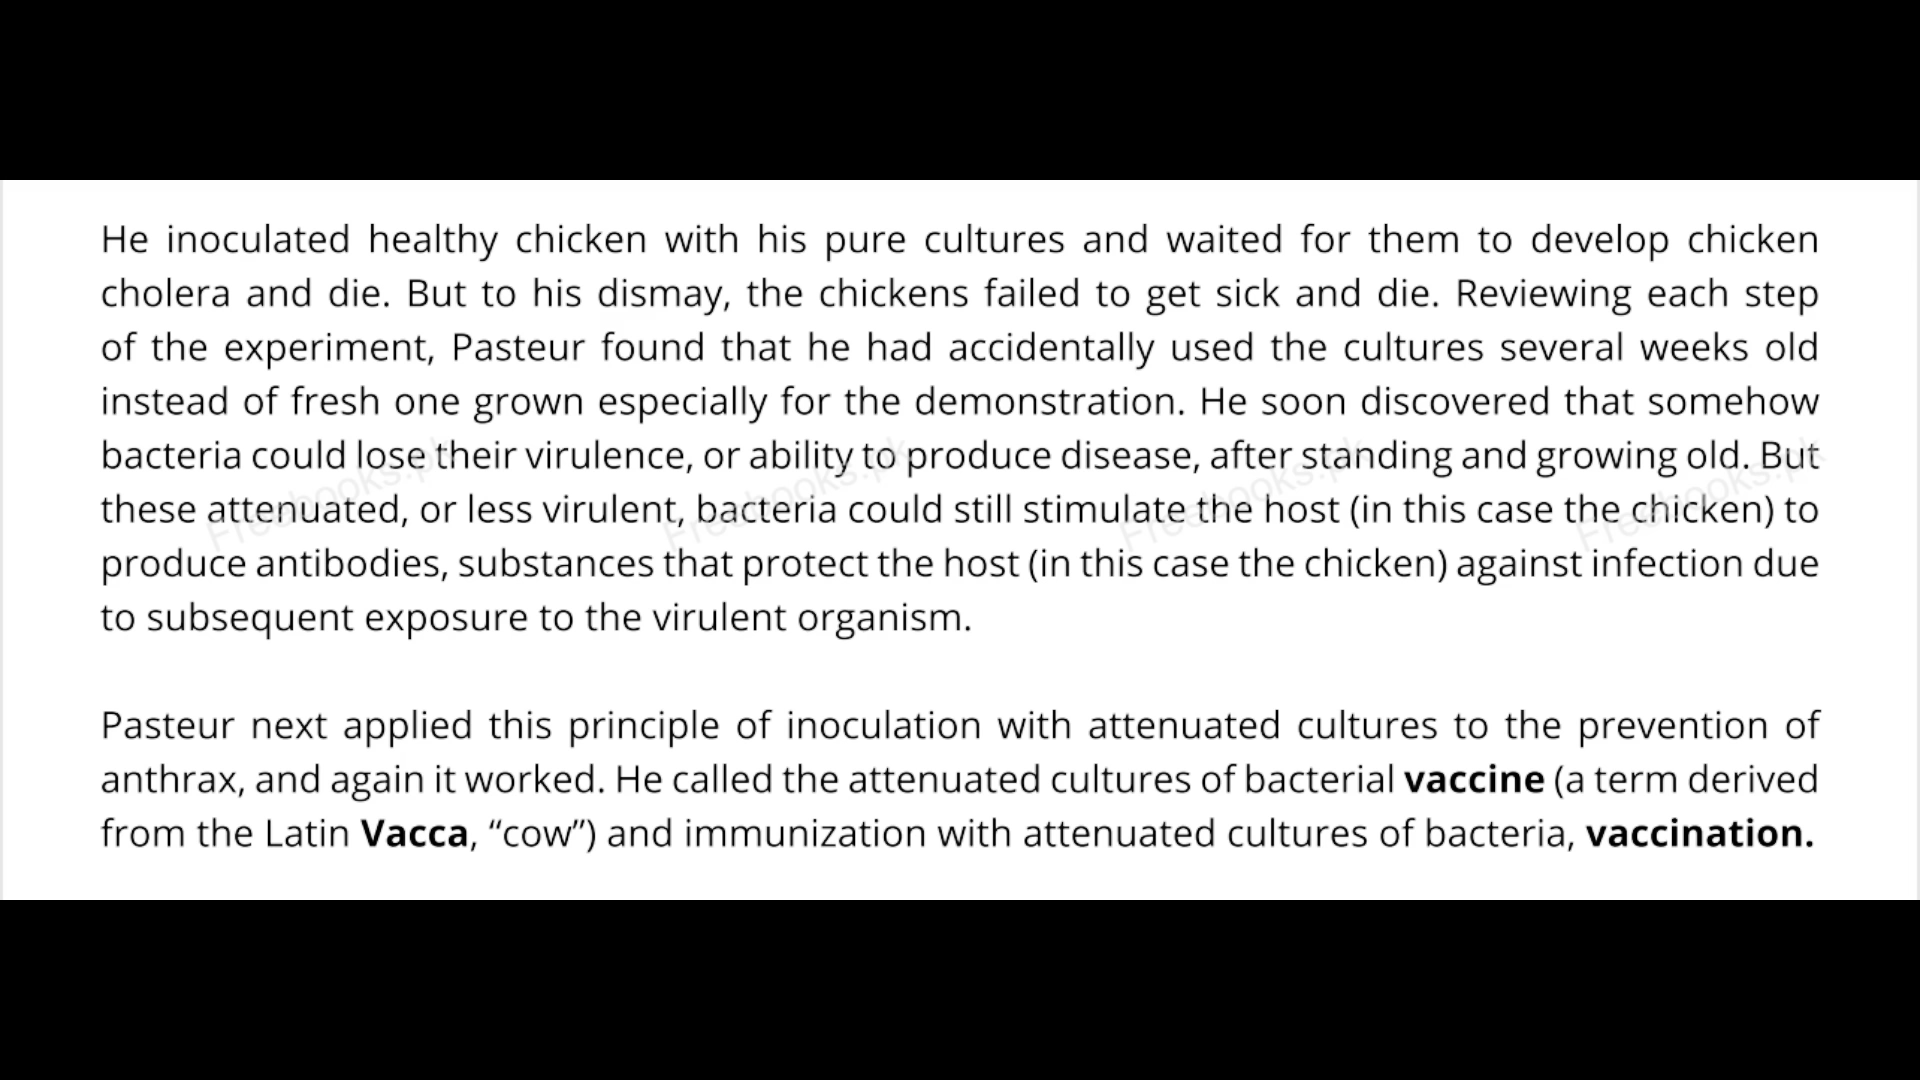 He inoculated healthy chicken with his pure cultures and waited for them to develop chicken
cholera and die. But to his dismay, the chickens failed to get sick and die. Reviewing each step
of the experiment, Pasteur found that he had accidentally used the cultures several weeks old
instead of fresh one grown especially for the demonstration. He soon discovered that somehow
bacteria could lose their virulence, or ability to produce disease, after standing and growing old. But
these attenuated, or less virulent, bacteria could still stimulate the host (in this case the chicken) to
produce antibodies, substances that protect the host (in this case the chicken) against infection due
to subsequent exposure to the virulent organism.
Pasteur next applied this principle of inoculation with attenuated cultures to the prevention of
anthrax, and again it worked. He called the attenuated cultures of bacterial vaccine (a term derived
from the Latin Vacca, “cow”) and immunization with attenuated cultures of bacteria, vaccination.
Freebooks.pk
Freebooks.pk
Freebooks.pk
Freebooks.pk